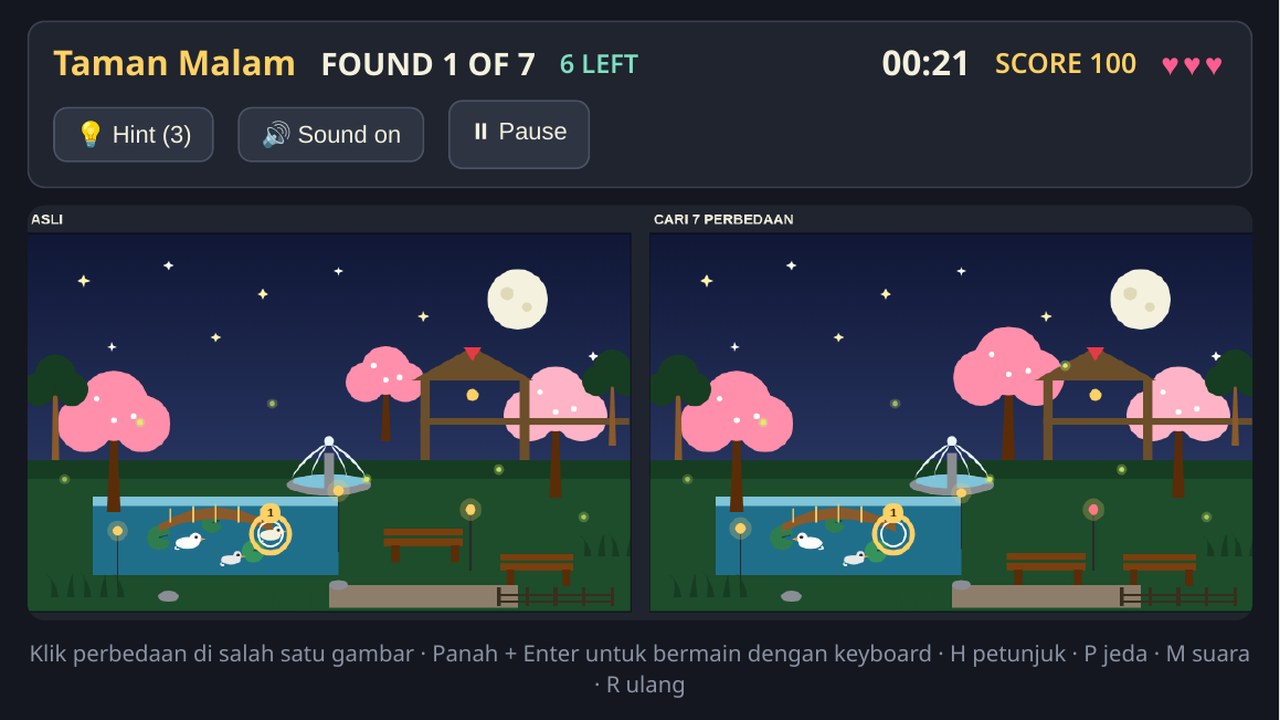 Taman Malam FOUND 1 OF 7 6 LEFT 00:21 SCORE 100 ♥♥♥
💡 Hint (3) 🔊 Sound on ⏸ Pause
ASLI CARI 7 PERBEDAAN
1 1
Klik perbedaan di salah satu gambar · Panah + Enter untuk bermain dengan keyboard · H petunjuk · P jeda · M suara
· R ulang